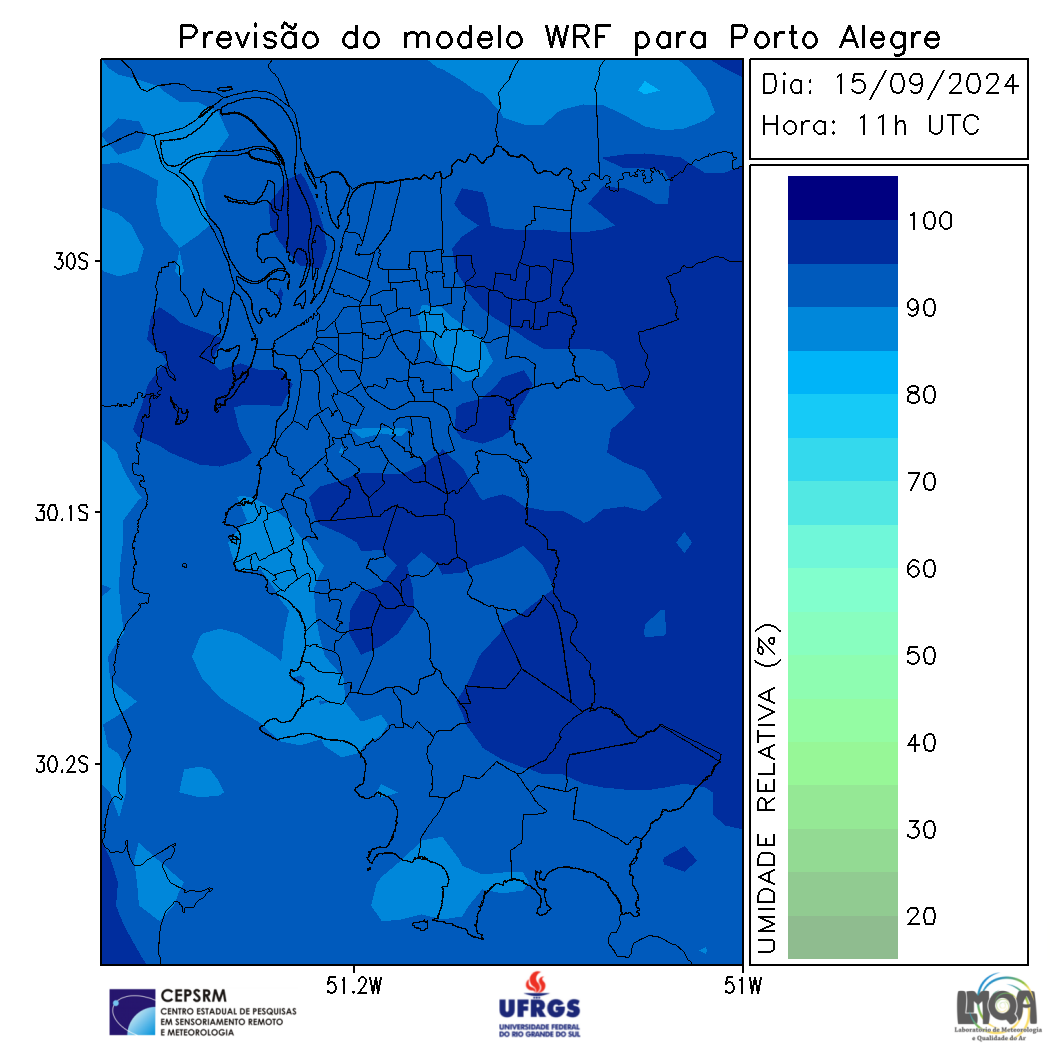 Previsão do modelo WRF para Porto Alegre
Dia: 15/09/2024
Hora: 11h UTC
30S
30.1S
30.2S
51.2W
51W
100
90
80
70
60
50
40
30
20
UMIDADE RELATIVA (%)
CEPSRM
CENTRO ESTADUAL DE PESQUISAS
EM SENSORIAMENTO REMOTO
E METEOROLOGIA
UFRGS
UNIVERSIDADE FEDERAL
DO RIO GRANDE DO SUL
LMQA
Laboratório de Meteorologia
e Qualidade do Ar